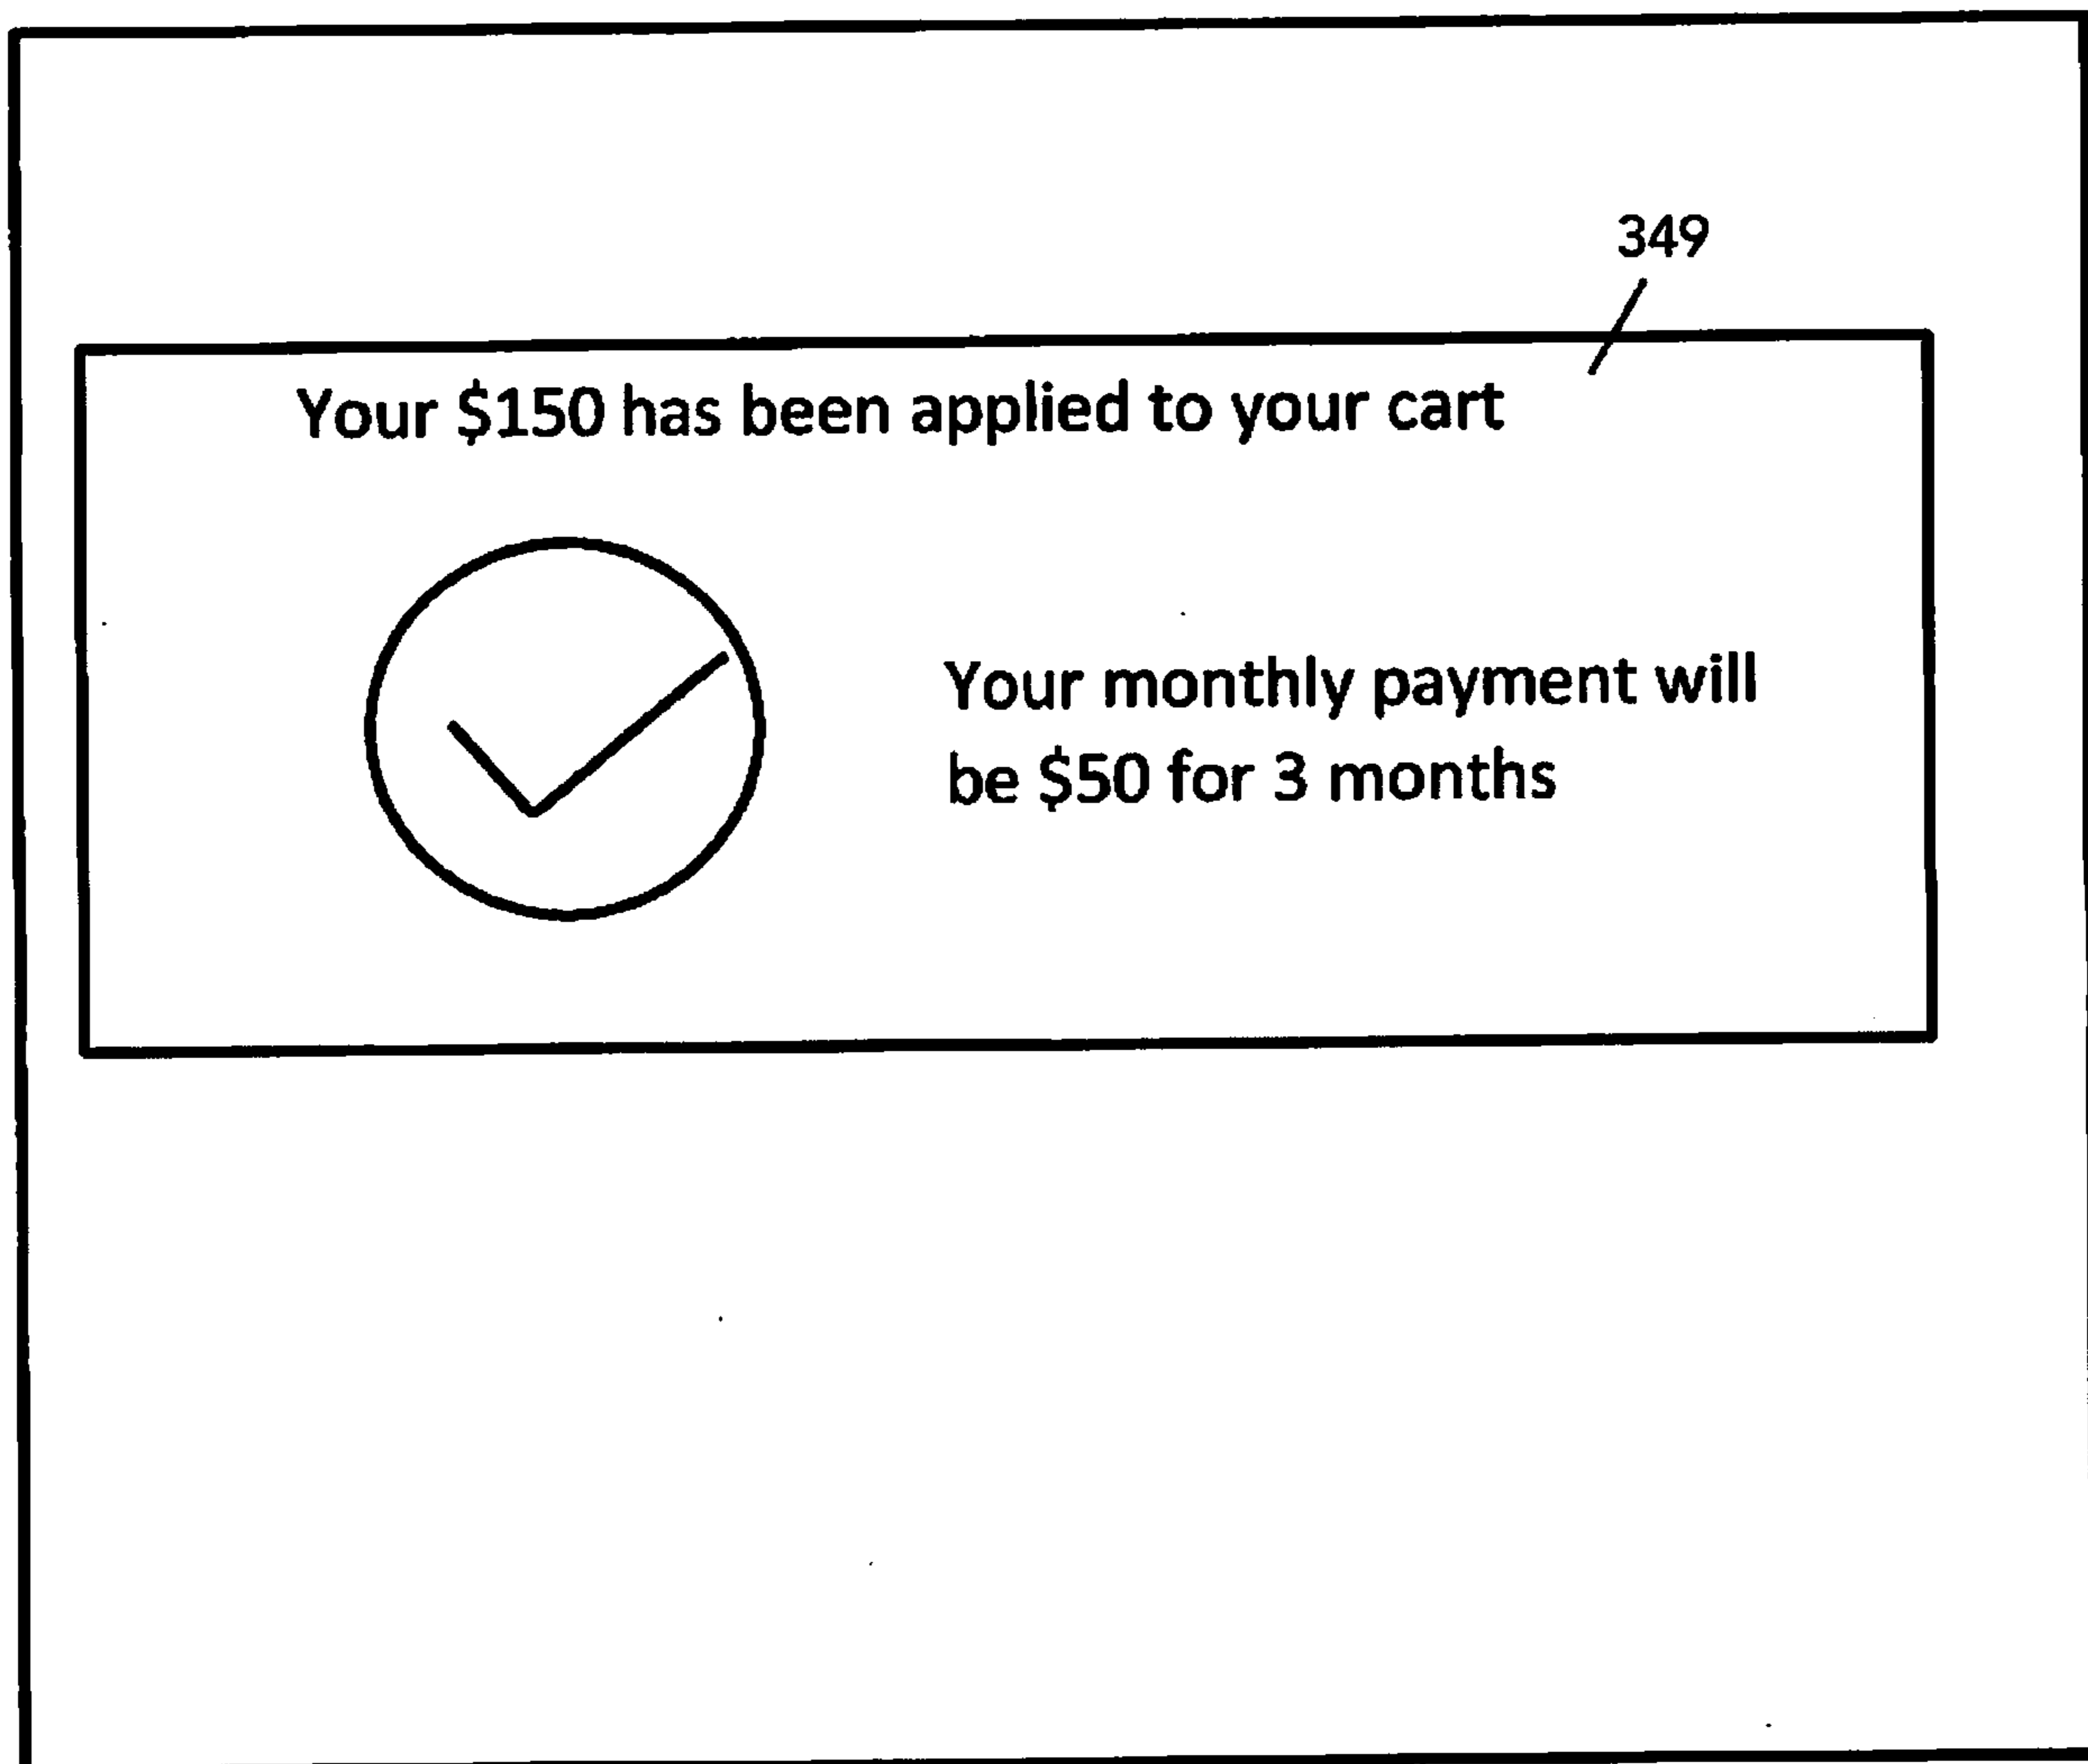 349
Your $150 has been applied to your cart
Your monthly payment will
be $50 for 3 months